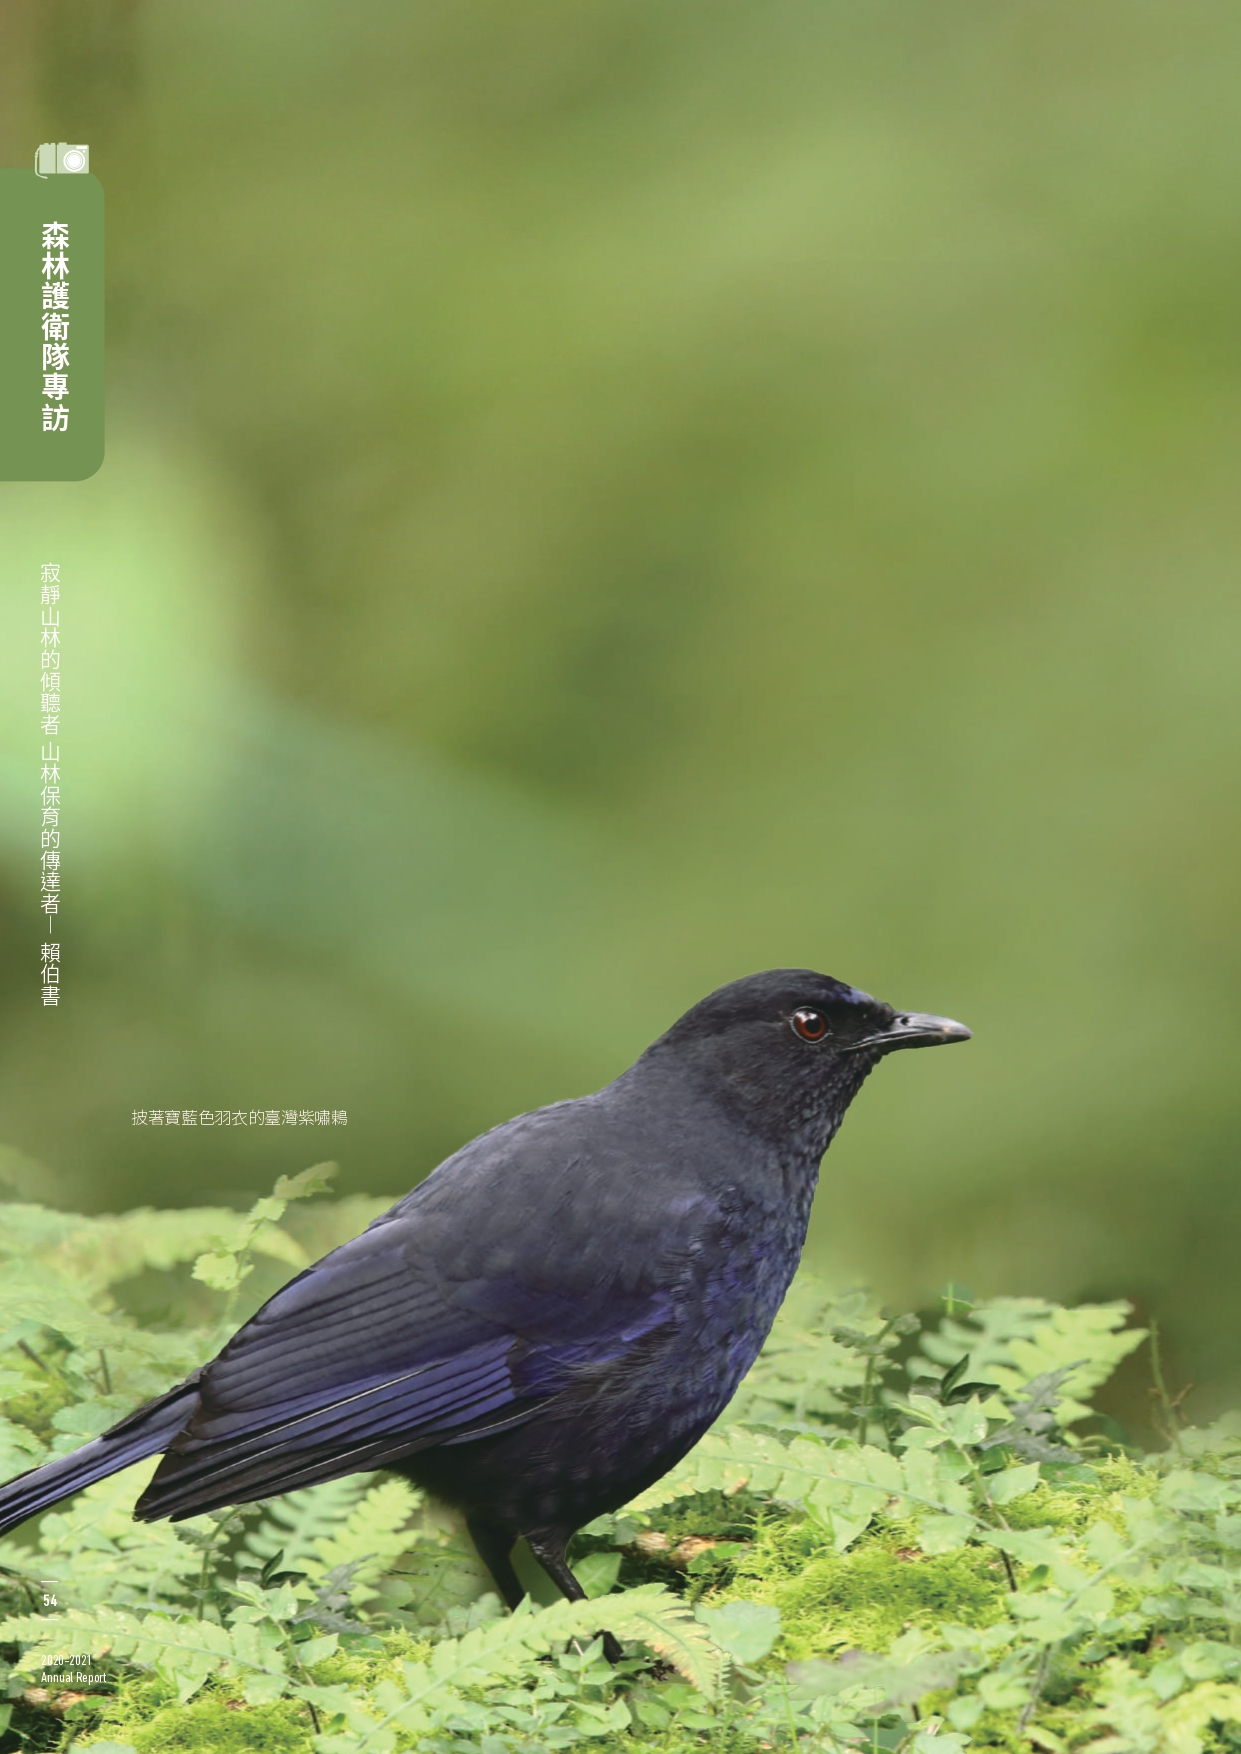 森林護衛隊專訪
寂靜山林的傾聽者 山林保育的傳達者— 賴伯書
披著寶藍色羽衣的臺灣紫嘯鶇
54
2020-2021
Annual Report